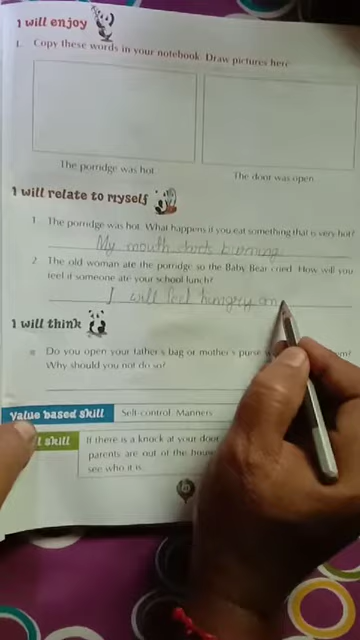 I will enjoy
1. Copy these words in your notebook. Draw pictures here
The porridge was hot
The door was open
I will relate to myself
1. The porridge was hot. What happens if you eat something that is very hot?
My mouth burning
2. The old woman ate the porridge so the Baby Bear cried. How will you
feel if someone ate your school lunch?
I will feel hungery an
I will think
Do you open your father's bag or mother's purse them?
Why should you not do so?
Value based skill Self-control Manners
l skill
If there is a knock at your door
parents are out of the hous
see who it is.